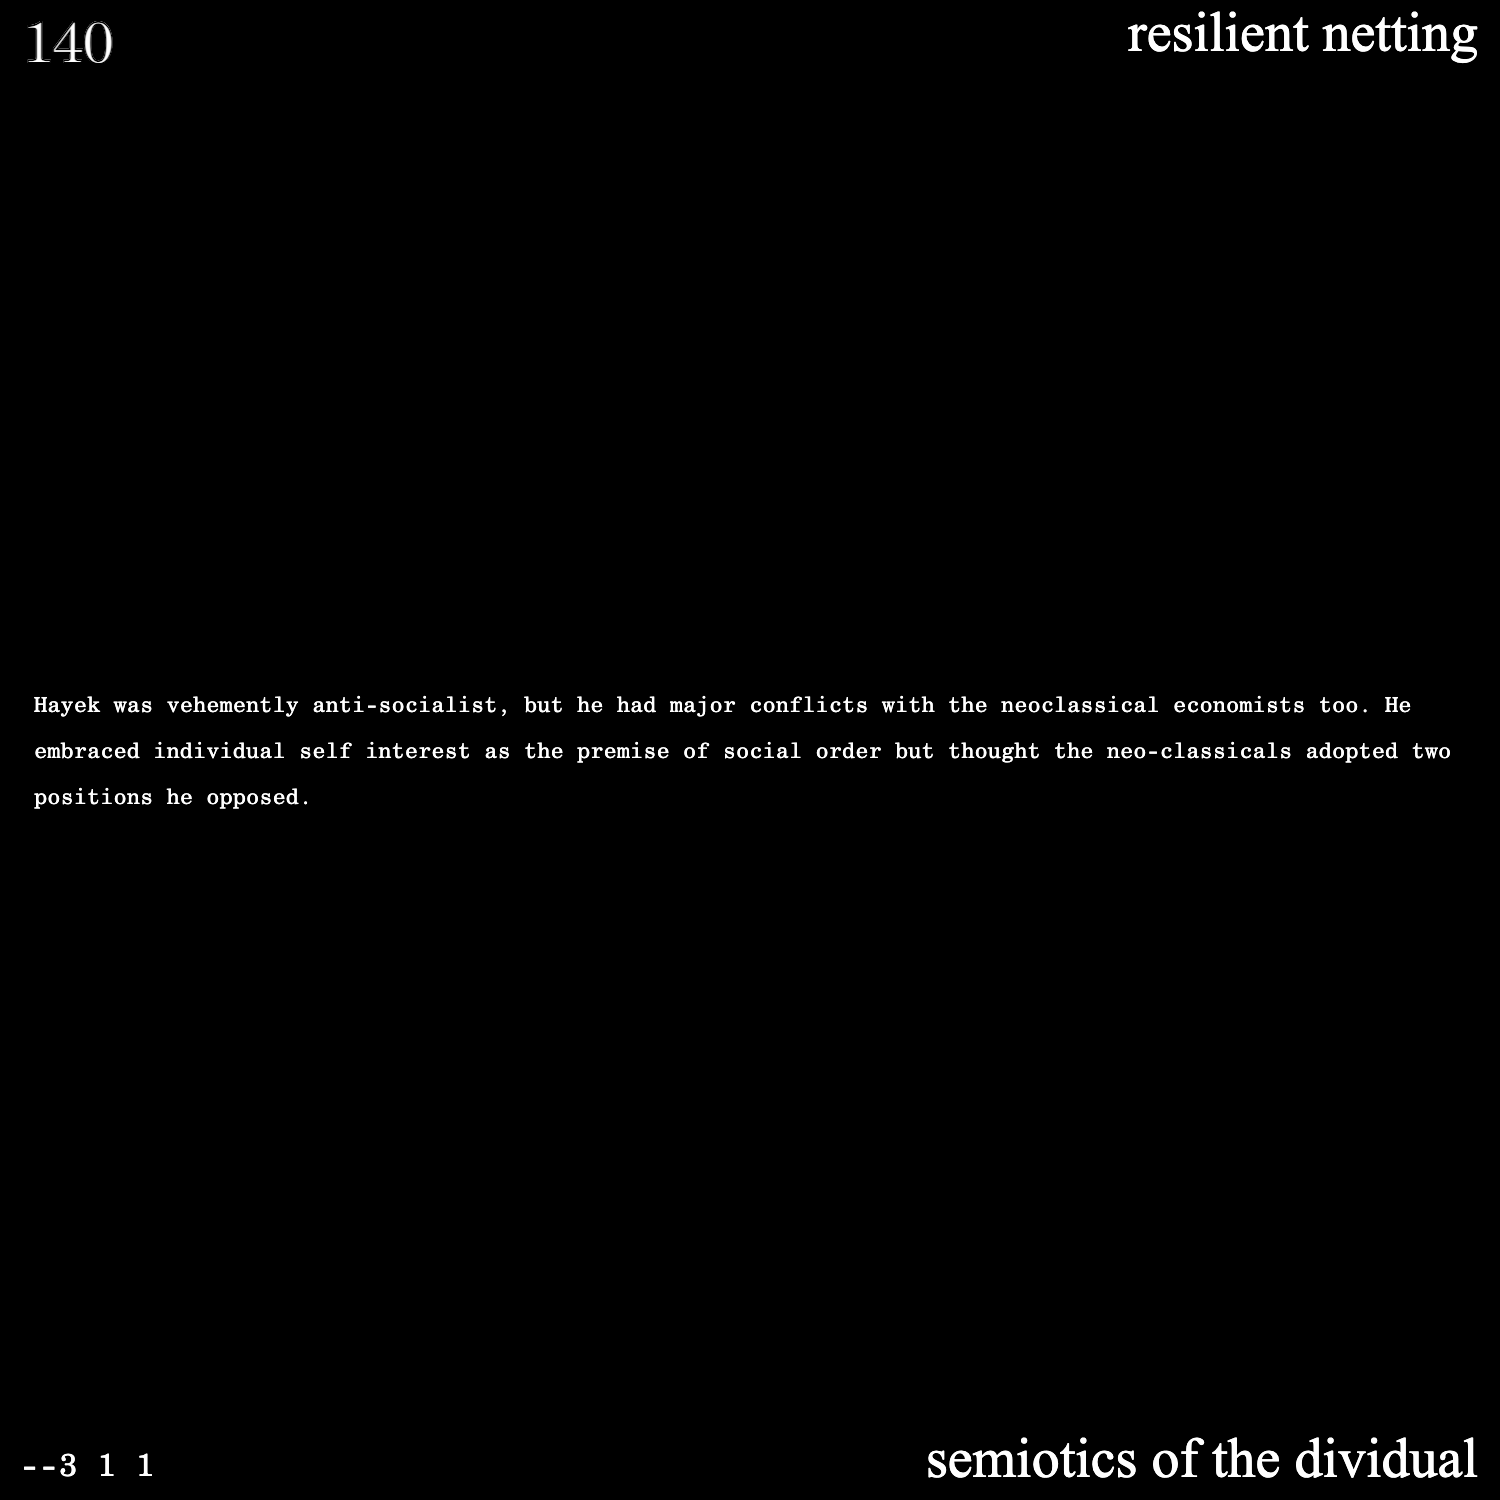 140
resilient netting
Hayek was vehemently anti-socialist, but he had major conflicts with the neoclassical economists too. He
embraced individual self interest as the premise of social order but thought the neo-classicals adopted two
positions he opposed.
--3 1 1
semiotics of the dividual